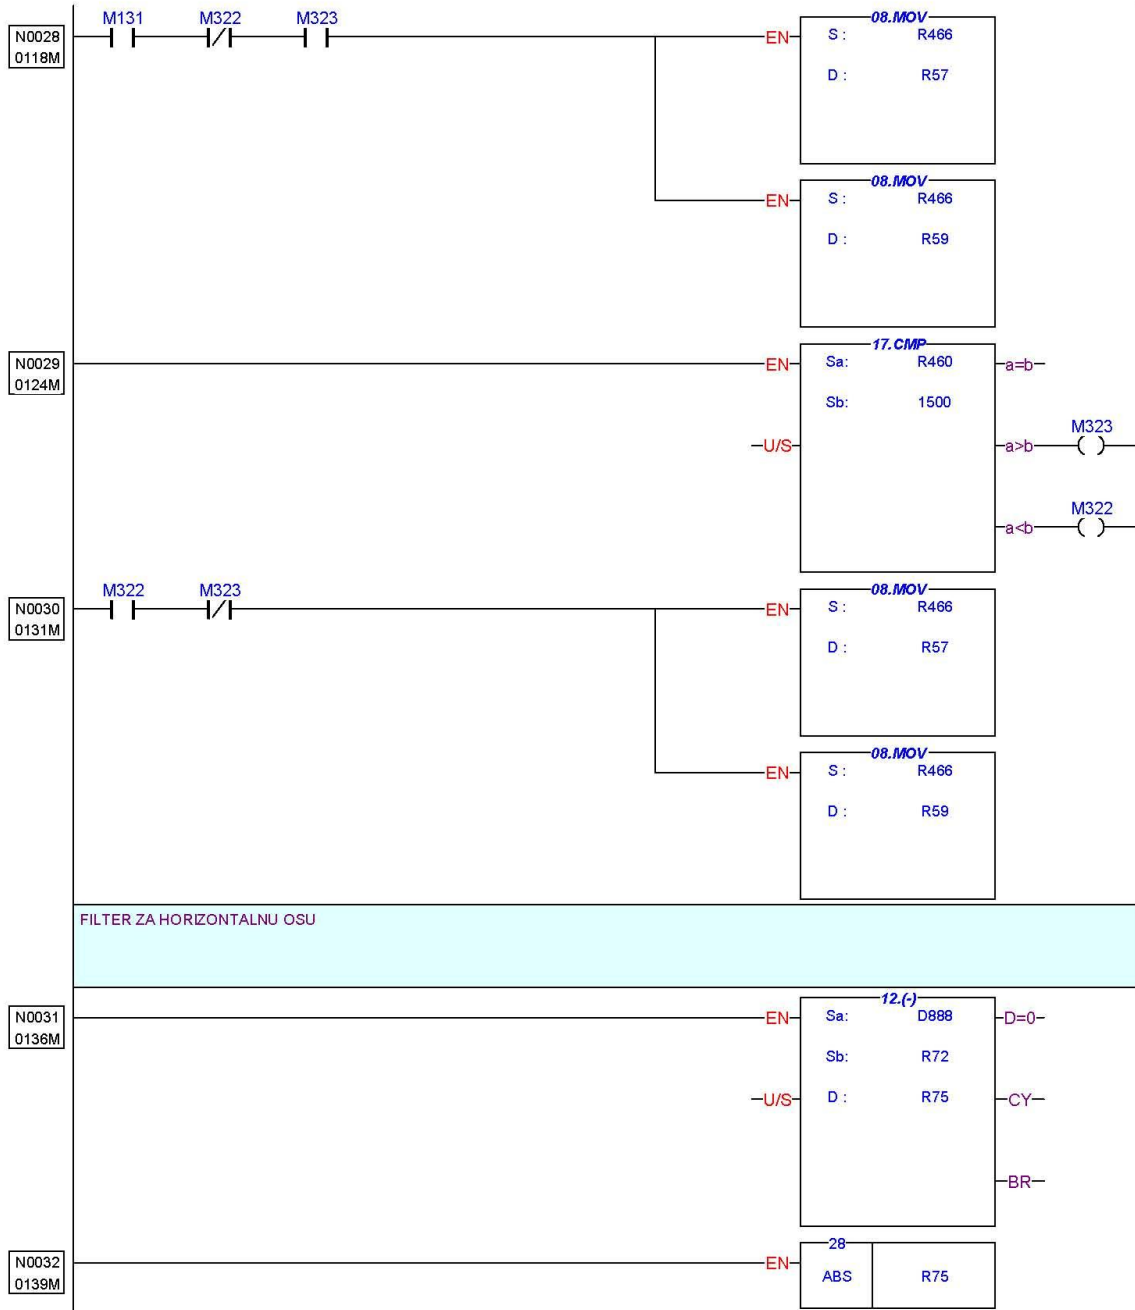 M131 M322 M323
N0028
0118M
EN
08.MOV
S : R466
D : R57
EN
08.MOV
S : R466
D : R59
N0029
0124M
EN
U/S
17.CMP
Sa: R460
Sb: 1500
a=b
a>b
M323
a<b
M322
M322 M323
N0030
0131M
EN
08.MOV
S : R466
D : R57
EN
08.MOV
S : R466
D : R59
FILTER ZA HORIZONTALNU OSU
N0031
0136M
EN
U/S
12.(-)
Sa: D888
Sb: R72
D : R75
D=0
CY
BR
N0032
0139M
EN
28
ABS R75